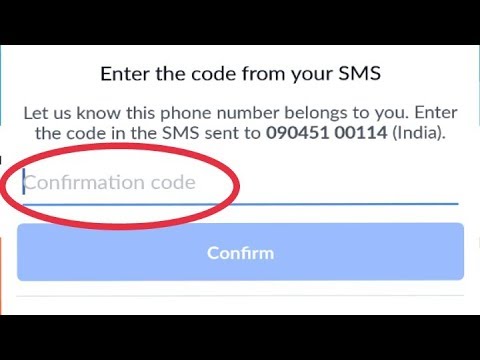 Enter the code from your SMS
Let us know this phone number belongs to you. Enter
the code in the SMS sent to 090451 00114 (India).
Confirmation code
Confirm